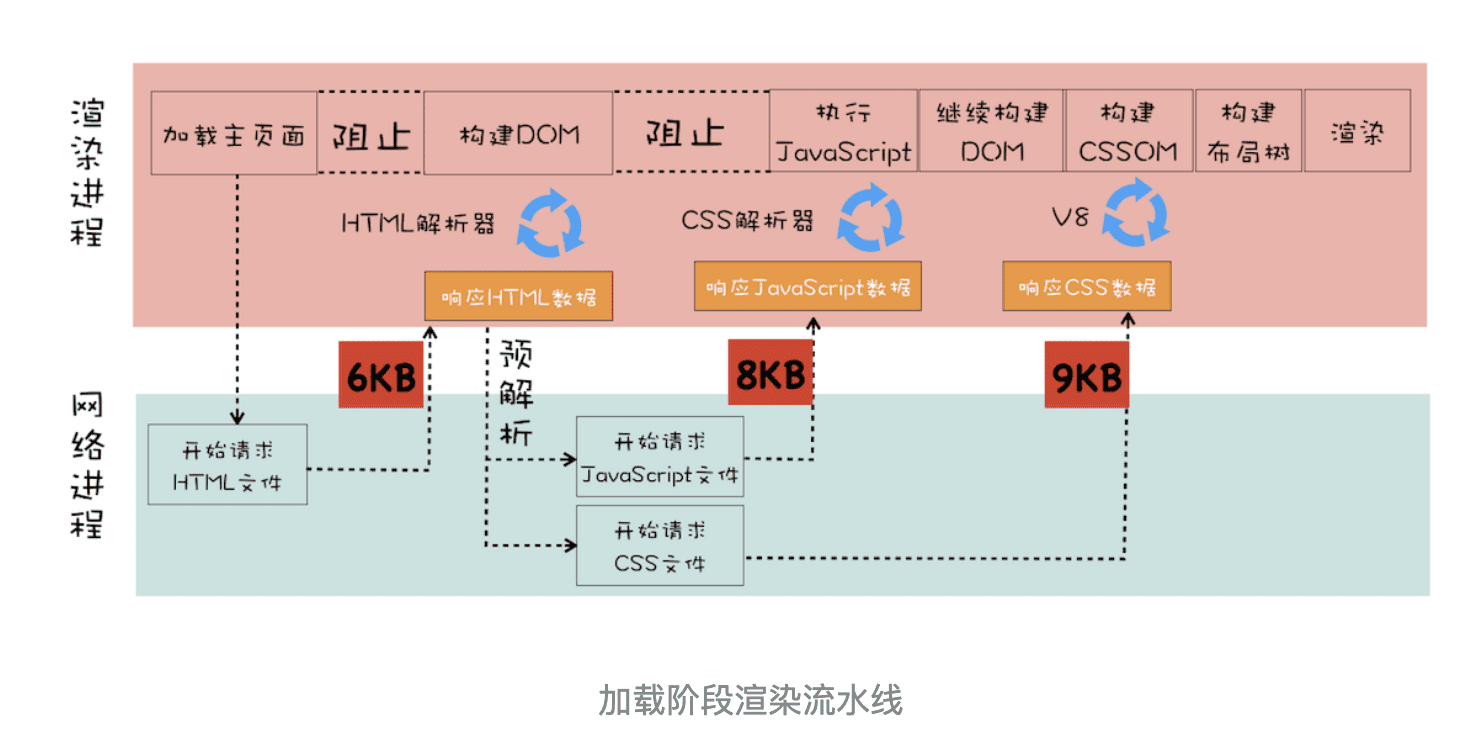 渲染进程
加载主页面
阻止
构建DOM
阻止
执行
JavaScript
继续构建
DOM
构建
CSSOM
构建
布局树
渲染
HTML解析器
CSS解析器
V8
响应HTML数据
响应JavaScript数据
响应CSS数据
6KB
预解析
8KB
9KB
网络进程
开始请求
HTML文件
开始请求
JavaScript文件
开始请求
CSS文件
加载阶段渲染流水线